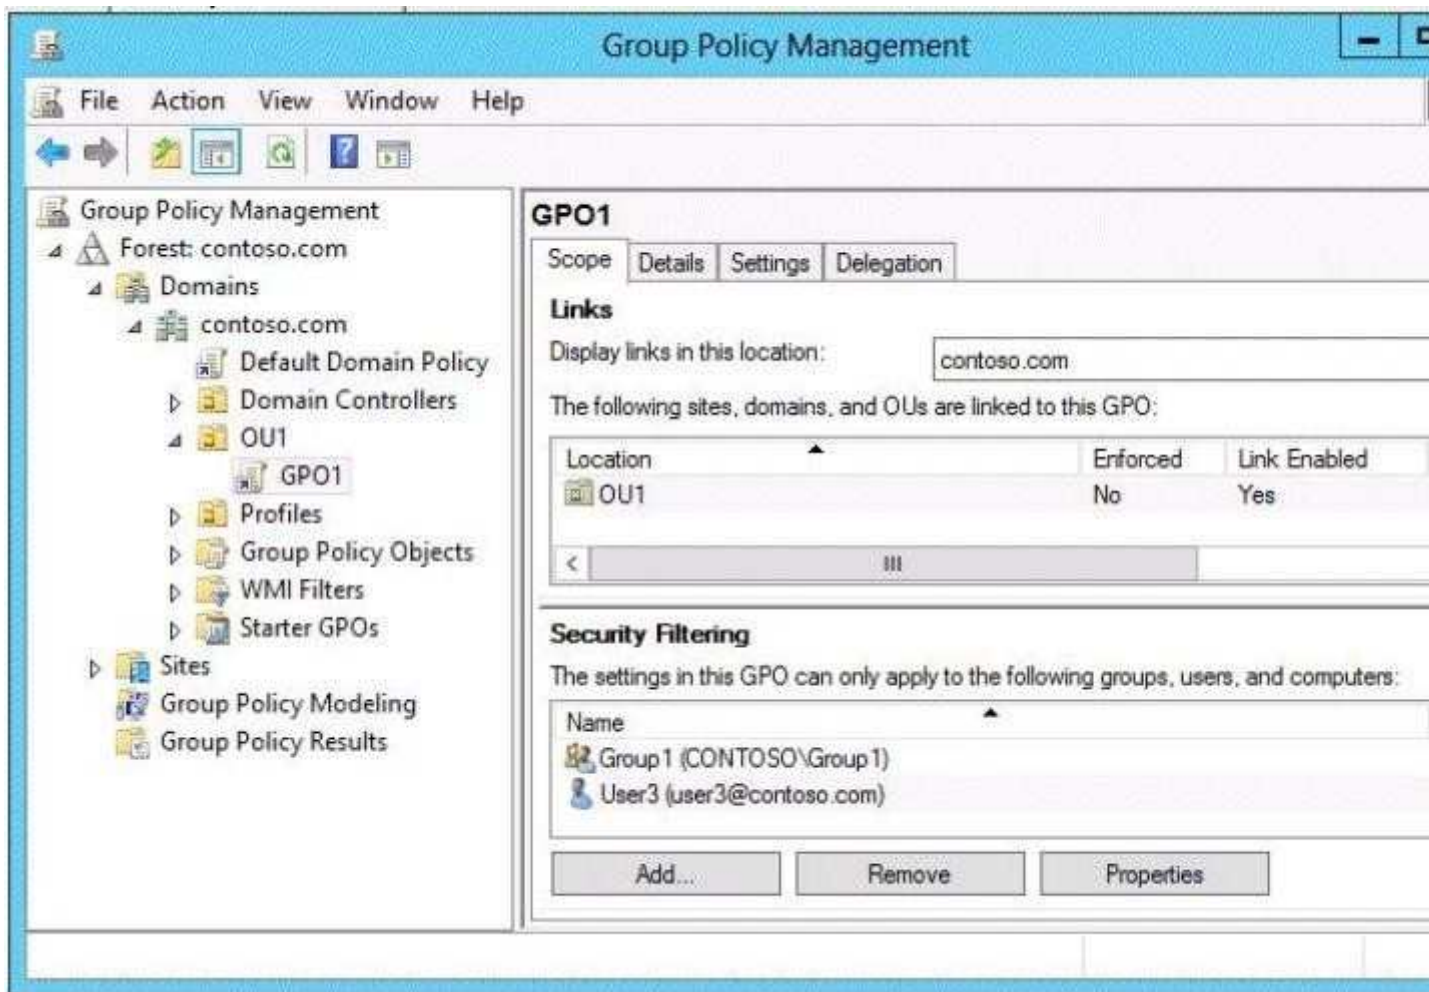 Group Policy Management
File Action View Window Help
Group Policy Management
Forest: contoso.com
Domains
contoso.com
Default Domain Policy
Domain Controllers
OU1
GPO1
Profiles
Group Policy Objects
WMI Filters
Starter GPOs
Sites
Group Policy Modeling
Group Policy Results
GPO1
Scope Details Settings Delegation
Links
Display links in this location: contoso.com
The following sites, domains, and OUs are linked to this GPO:
Location Enforced Link Enabled
OU1 No Yes
Security Filtering
The settings in this GPO can only apply to the following groups, users, and computers:
Name
Group1 (CONTOSO\Group1)
User3 (user3@contoso.com)
Add... Remove Properties